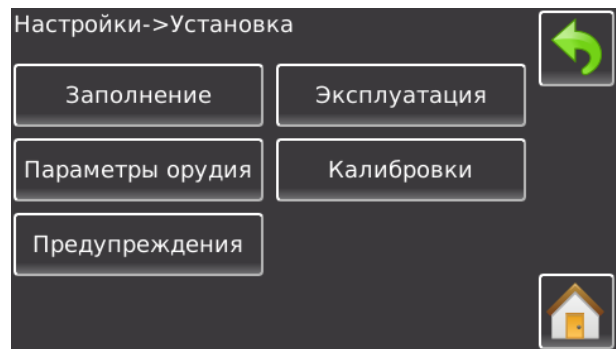 Настройки->Установка
Заполнение
Эксплуатация
Параметры орудия
Калибровки
Предупреждения